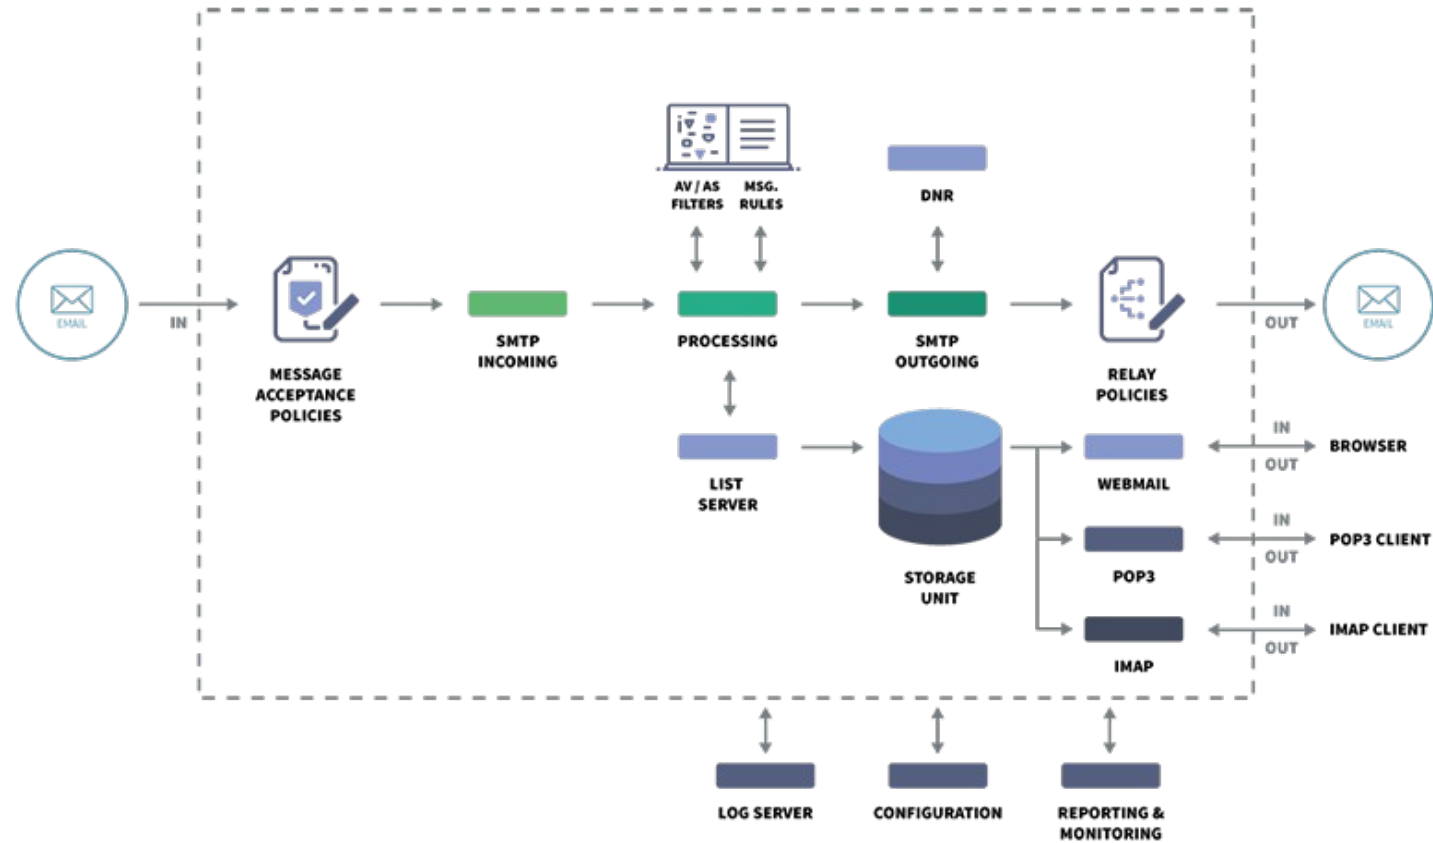 AV / AS
FILTERS
MSG.
RULES
DNR
EMAIL
IN
MESSAGE
ACCEPTANCE
POLICIES
SMTP
INCOMING
PROCESSING
SMTP
OUTGOING
RELAY
POLICIES
OUT
EMAIL
LIST
SERVER
STORAGE
UNIT
WEBMAIL
IN
OUT
BROWSER
POP3
IN
OUT
POP3 CLIENT
IMAP
IN
OUT
IMAP CLIENT
LOG SERVER
CONFIGURATION
REPORTING &
MONITORING